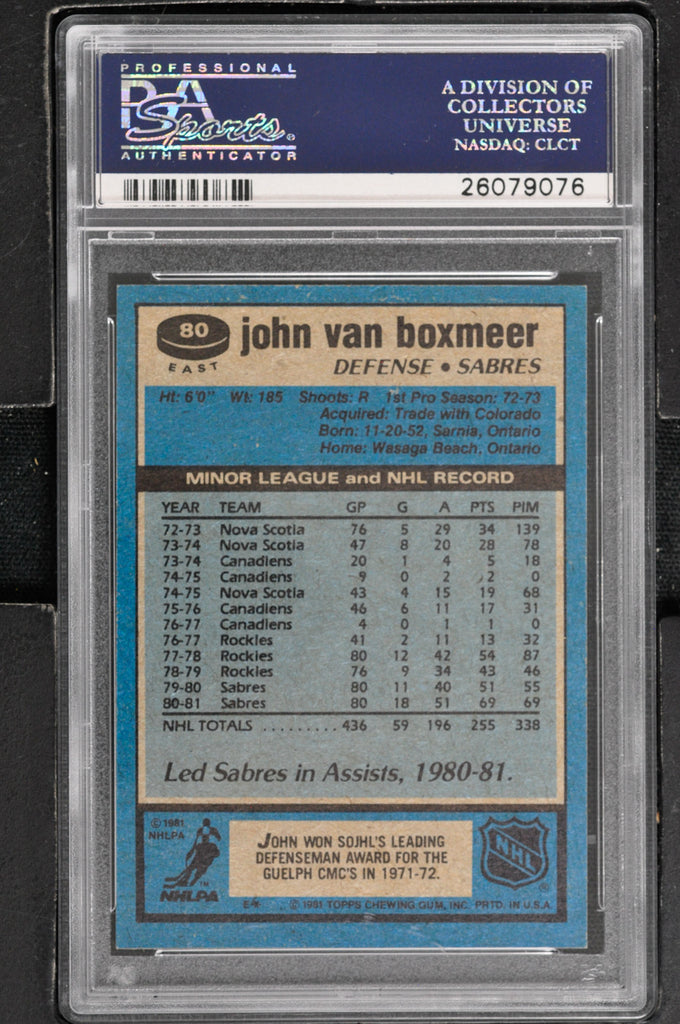 PROFESSIONAL
PSA
Sports®
AUTHENTICATOR
A DIVISION OF
COLLECTORS
UNIVERSE
NASDAQ: CLCT
26079076
80
EAST
john van boxmeer
DEFENSE • SABRES
Ht: 6'0" Wt: 185 Shoots: R 1st Pro Season: 72-73
Acquired: Trade with Colorado
Born: 11-20-52, Sarnia, Ontario
Home: Wasaga Beach, Ontario
MINOR LEAGUE and NHL RECORD
YEAR TEAM GP G A PTS PIM
72-73 Nova Scotia 76 5 29 34 139
73-74 Nova Scotia 47 8 20 28 78
73-74 Canadiens 20 1 4 5 18
74-75 Canadiens 9 0 2 2 0
74-75 Nova Scotia 43 4 15 19 68
75-76 Canadiens 46 6 11 17 31
76-77 Canadiens 4 0 1 1 0
76-77 Rockies 41 2 11 13 32
77-78 Rockies 80 12 42 54 87
78-79 Rockies 76 9 34 43 46
79-80 Sabres 80 11 40 51 55
80-81 Sabres 80 18 51 69 69
NHL TOTALS ......... 436 59 196 255 338
Led Sabres in Assists, 1980-81.
© 1981
NHLPA
™
NHLPA
JOHN WON SOJHL'S LEADING
DEFENSEMAN AWARD FOR THE
GUELPH CMC'S IN 1971-72.
NHL
®
E* © 1981 TOPPS CHEWING GUM, INC. PRTD. IN U.S.A.